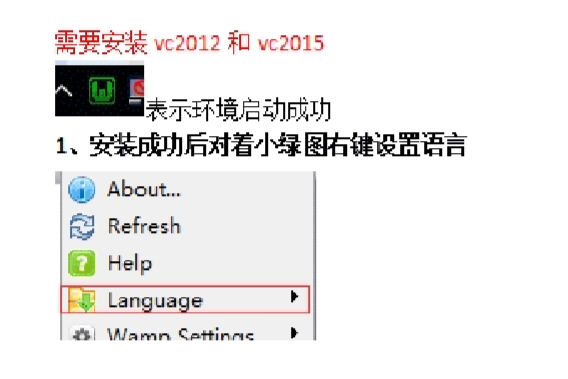 需要安装 vc2012 和 vc2015
表示环境启动成功
1、安装成功后对着小绿图右键设置语言
About...
Refresh
Help
Language
Wamp Settings